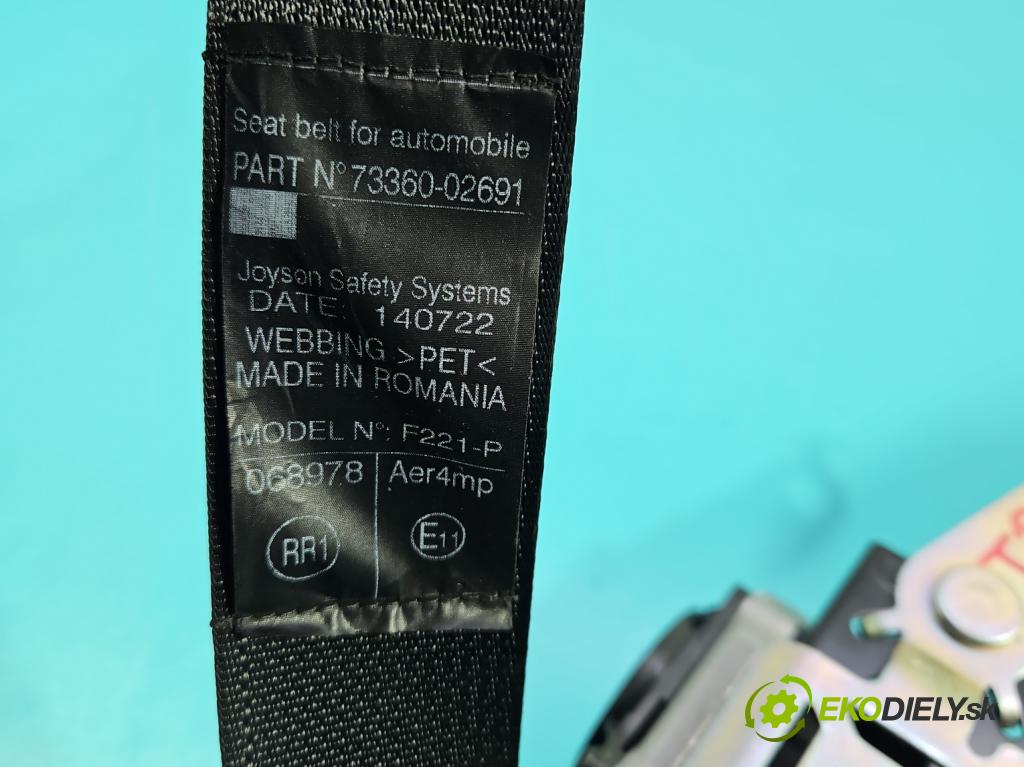 Seat belt for automobile
PART N° 73360-02691
Joyson Safety Systems
DATE 140722
WEBBING >PET<
MADE IN ROMANIA
MODEL N°: F221-P
068978 Aer4mp
RR1 E11
EKODIELY.sk